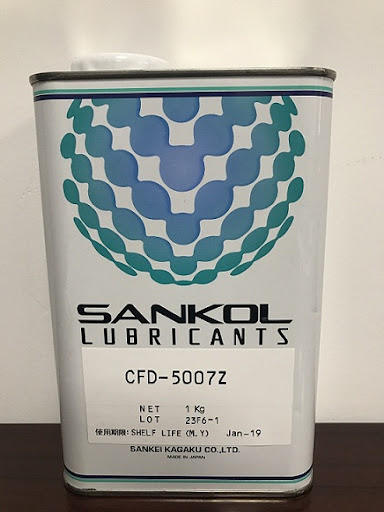 SANKOL
LUBRICANTS
CFD-5007Z
NET 1 Kg
LOT 23F6-1
使用期限:SHELF LIFE (M,Y) Jan-19
SANKEI KAGAKU CO.,LTD.
MADE IN JAPAN